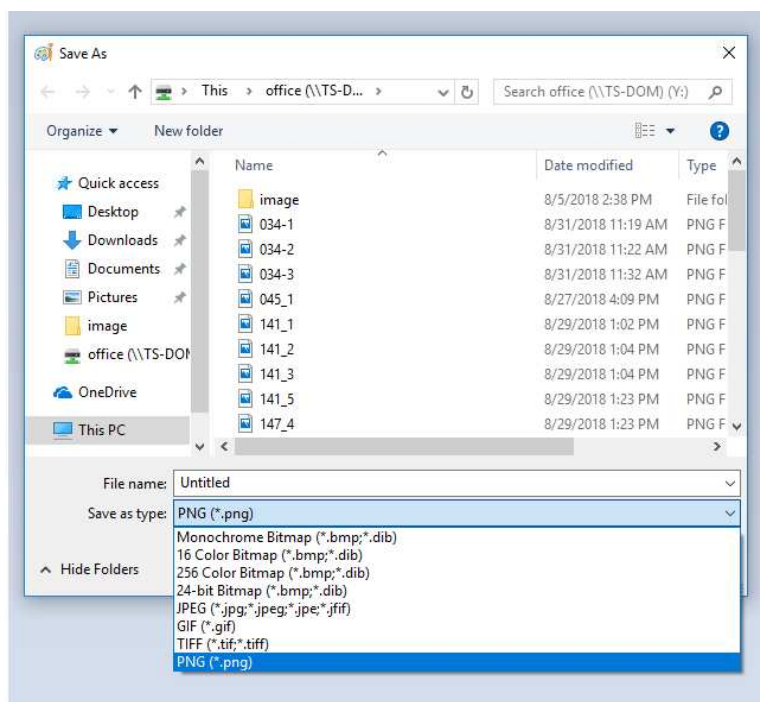 Save As
This > office (\\TS-D... >
Search office (\\TS-DOM) (Y:)
Organize
New folder
Name
Date modified
Type
Quick access
Desktop
Downloads
Documents
Pictures
image
office (\\TS-DOM
OneDrive
This PC
image 8/5/2018 2:38 PM File fol
034-1 8/31/2018 11:19 AM PNG F
034-2 8/31/2018 11:22 AM PNG F
034-3 8/31/2018 11:32 AM PNG F
045_1 8/27/2018 4:09 PM PNG F
141_1 8/29/2018 1:02 PM PNG F
141_2 8/29/2018 1:04 PM PNG F
141_3 8/29/2018 1:04 PM PNG F
141_5 8/29/2018 1:23 PM PNG F
147_4 8/29/2018 1:23 PM PNG F
File name: Untitled
Save as type: PNG (*.png)
Monochrome Bitmap (*.bmp;*.dib)
16 Color Bitmap (*.bmp;*.dib)
256 Color Bitmap (*.bmp;*.dib)
24-bit Bitmap (*.bmp;*.dib)
JPEG (*.jpg;*.jpeg;*.jpe;*.jfif)
GIF (*.gif)
TIFF (*.tif;*.tiff)
PNG (*.png)
Hide Folders